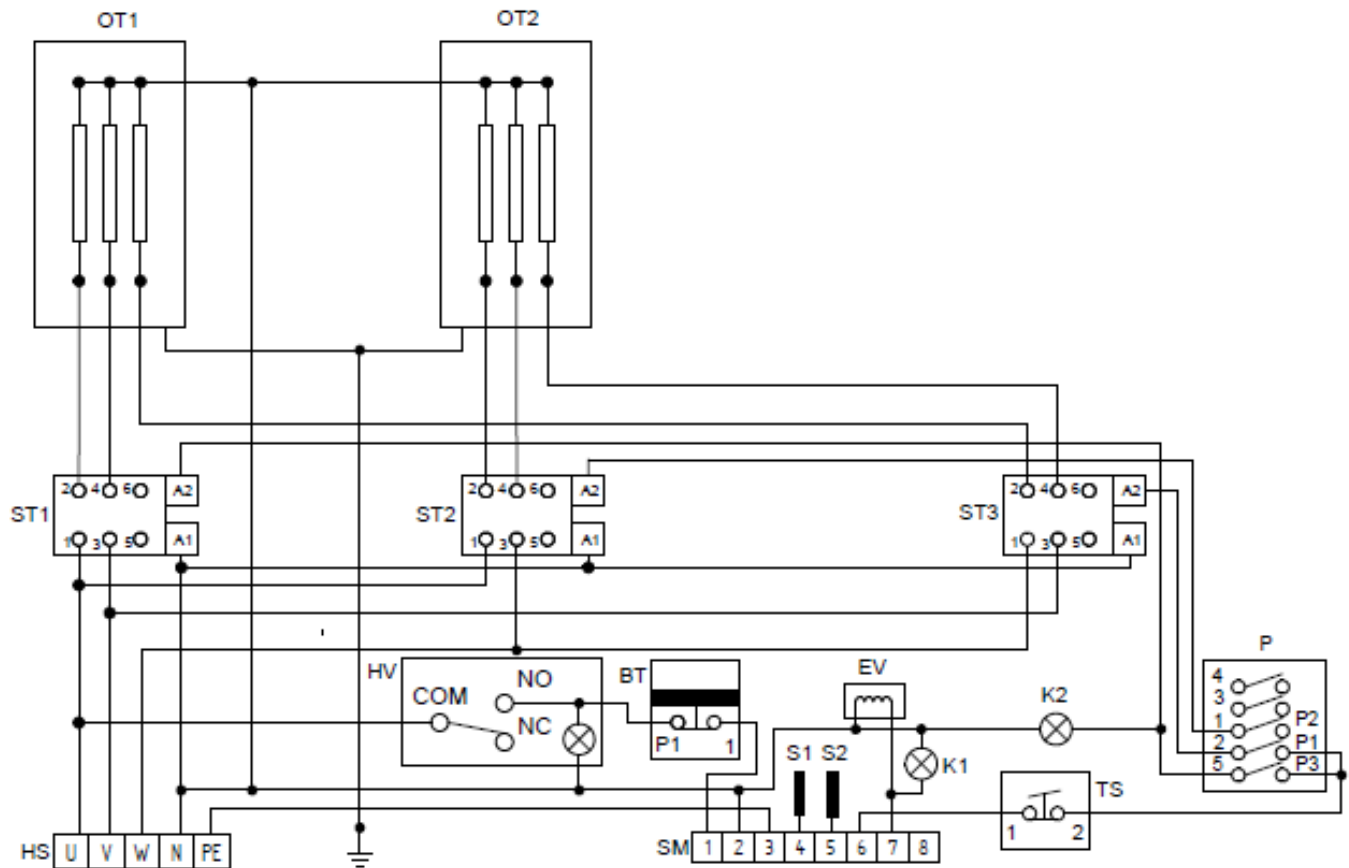 OT1 OT2
ST1 2 4 6 A2
1 3 5 A1
ST2 2 4 6 A2
1 3 5 A1
ST3 2 4 6 A2
1 3 5 A1
HV COM NO
NC
BT
P1 1
EV
K2
K1
S1 S2
P
4
3
1 P2
2 P1
5 P3
TS
1 2
HS U V W N PE
SM 1 2 3 4 5 6 7 8